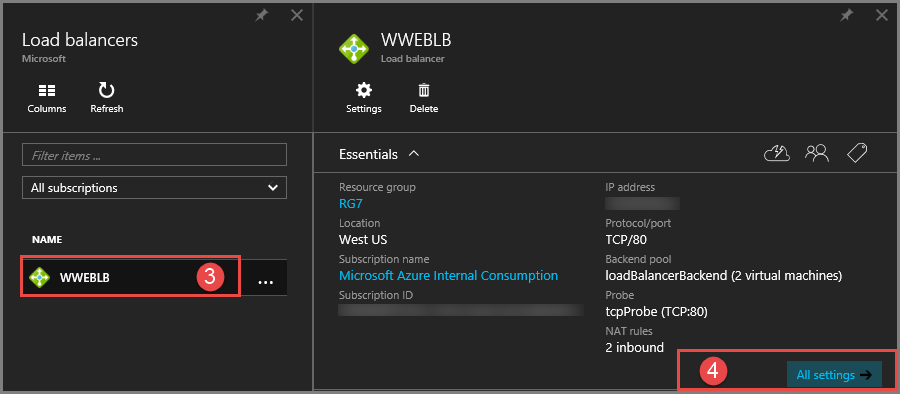 Load balancers
Microsoft
Columns
Refresh
Filter items ...
All subscriptions
NAME
WWEBLB
3
...
WWEBLB
Load balancer
Settings
Delete
Essentials
Resource group
RG7
Location
West US
Subscription name
Microsoft Azure Internal Consumption
Subscription ID
IP address
Protocol/port
TCP/80
Backend pool
loadBalancerBackend (2 virtual machines)
Probe
tcpProbe (TCP:80)
NAT rules
2 inbound
4
All settings →